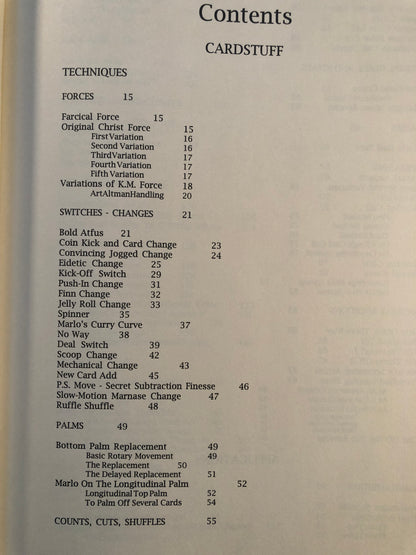 Contents
CARDSTUFF
TECHNIQUES
FORCES 15
Farcical Force 15
Original Christ Force 15
FirstVariation 16
Second Variation 16
ThirdVariation 17
Fourth Variation 17
Fifth Variation 17
Variations of K.M. Force 18
ArtAltmanHandling 20
SWITCHES - CHANGES 21
Bold Atfus 21
Coin Kick and Card Change 23
Convincing Jogged Change 24
Eidetic Change 25
Kick-Off Switch 29
Push-In Change 31
Finn Change 32
Jelly Roll Change 33
Spinner 35
Marlo's Curry Curve 37
No Way 38
Deal Switch 39
Scoop Change 42
Mechanical Change 43
New Card Add 45
P.S. Move - Secret Subtraction Finesse 46
Slow-Motion Marnase Change 47
Ruffle Shuffle 48
PALMS 49
Bottom Palm Replacement 49
Basic Rotary Movement 49
The Replacement 50
The Delayed Replacement 51
Marlo On The Longitudinal Palm 52
Longitudinal Top Palm 52
To Palm Off Several Cards 54
COUNTS, CUTS, SHUFFLES 55